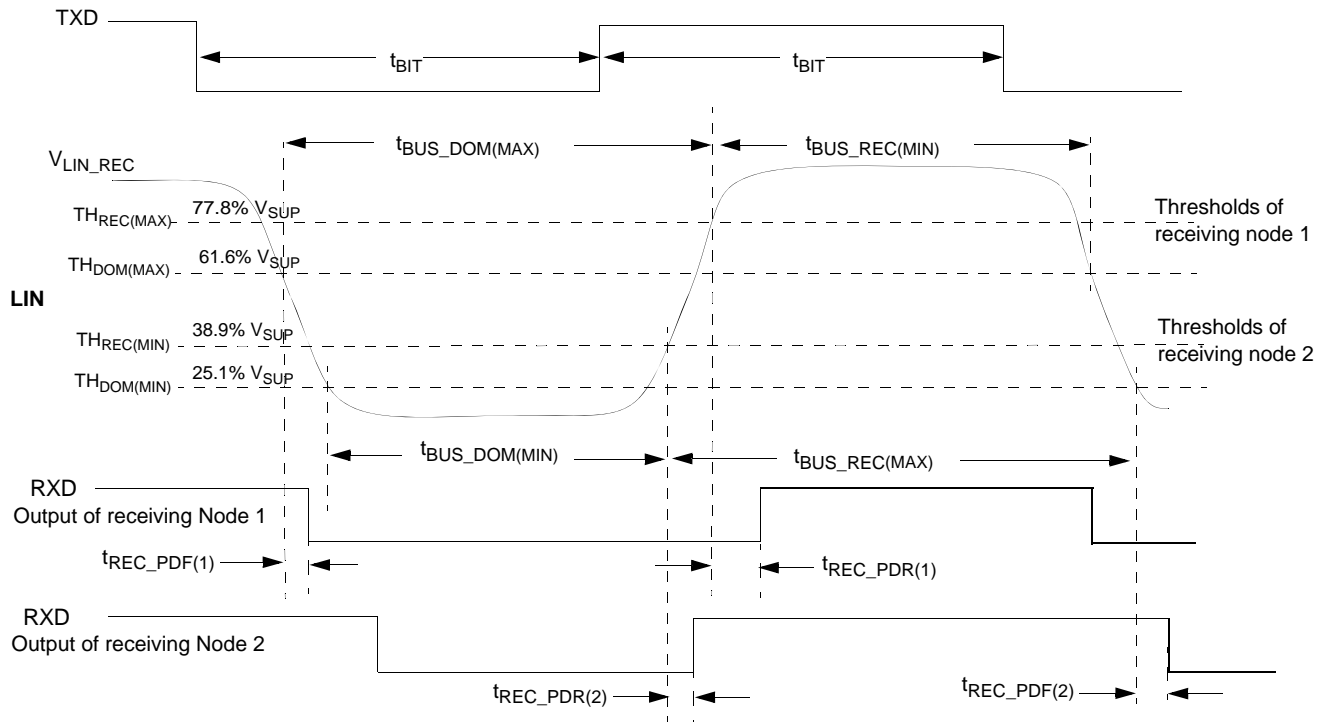 TXD
tBIT
tBIT
tBUS_DOM(MAX)
tBUS_REC(MIN)
VLIN_REC
THREC(MAX) 77.8% VSUP
Thresholds of
receiving node 1
THDOM(MAX) 61.6% VSUP
LIN
THREC(MIN) 38.9% VSUP
Thresholds of
receiving node 2
THDOM(MIN) 25.1% VSUP
tBUS_DOM(MIN)
tBUS_REC(MAX)
RXD
Output of receiving Node 1
tREC_PDF(1)
tREC_PDR(1)
RXD
Output of receiving Node 2
tREC_PDR(2)
tREC_PDF(2)